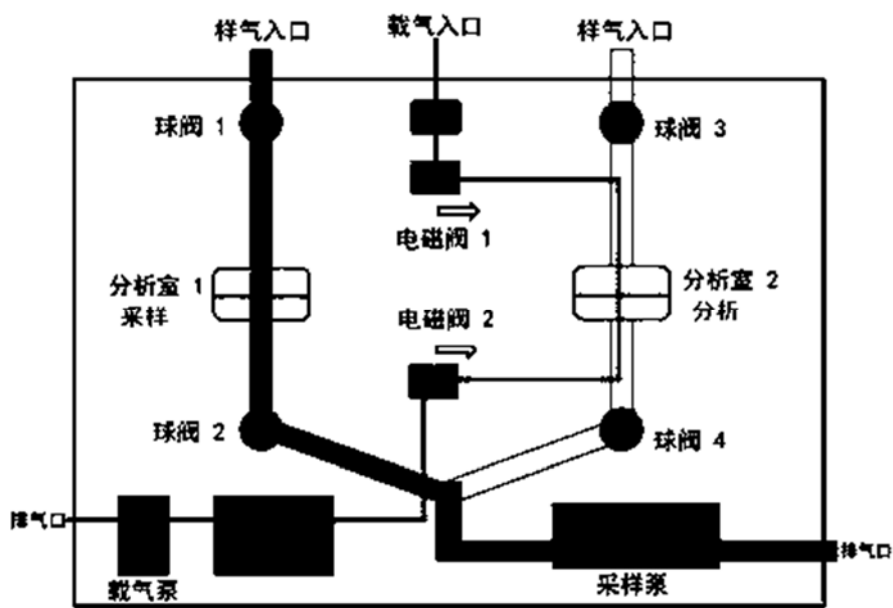 样气入口
载气入口
样气入口
球阀 1
球阀 3
电磁阀 1
分析室 1
采样
分析室 2
分析
电磁阀 2
球阀 2
球阀 4
排气口
载气泵
采样泵
排气口